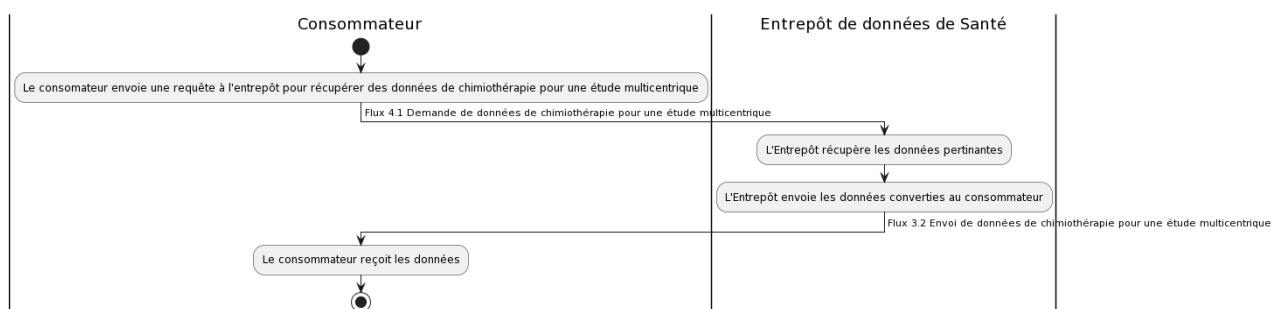 Consommateur
Entrepôt de données de Santé
Le consomateur envoie une requête à l'entrepôt pour récupérer des données de chimiothérapie pour une étude multicentrique
Flux 4.1 Demande de données de chimiothérapie pour une étude multicentrique
L'Entrepôt récupère les données pertinantes
L'Entrepôt envoie les données converties au consommateur
Flux 3.2 Envoi de données de chimiothérapie pour une étude multicentrique
Le consommateur reçoit les données